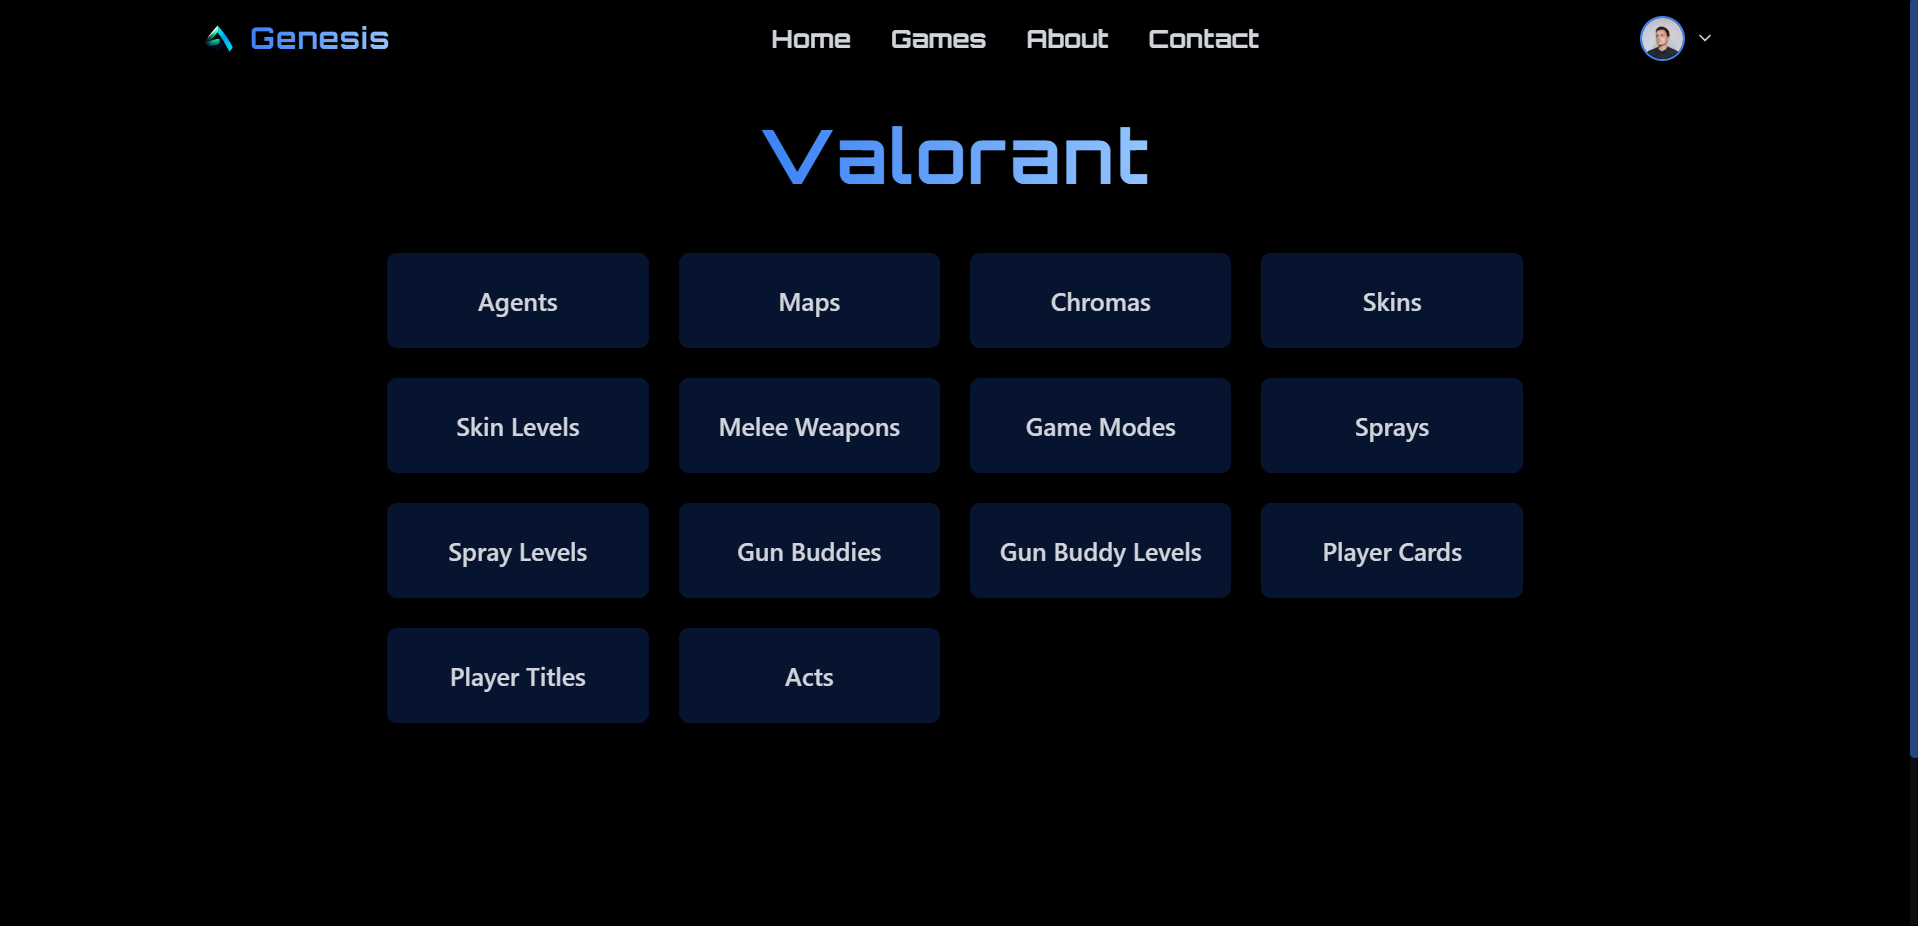 Genesis
Home Games About Contact
Valorant
Agents Maps Chromas Skins
Skin Levels Melee Weapons Game Modes Sprays
Spray Levels Gun Buddies Gun Buddy Levels Player Cards
Player Titles Acts